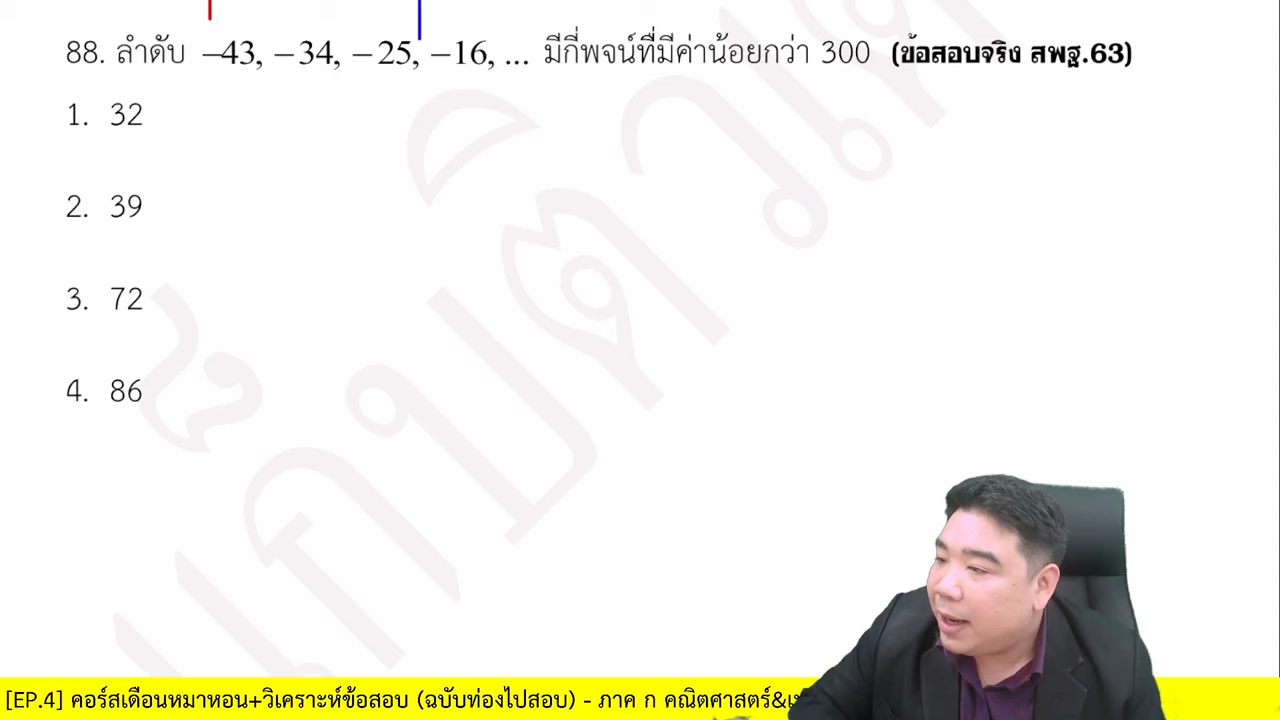 88. ลำดับ −43, −34, −25, −16, ... มีกี่พจน์ที่มีค่าน้อยกว่า 300 (ข้อสอบจริง สพฐ.63)
1. 32
2. 39
3. 72
4. 86
[EP.4] คอร์สเดือนหมาหอน+วิเคราะห์ข้อสอบ (ฉบับท่องไปสอบ) - ภาค ก คณิตศาสตร์&